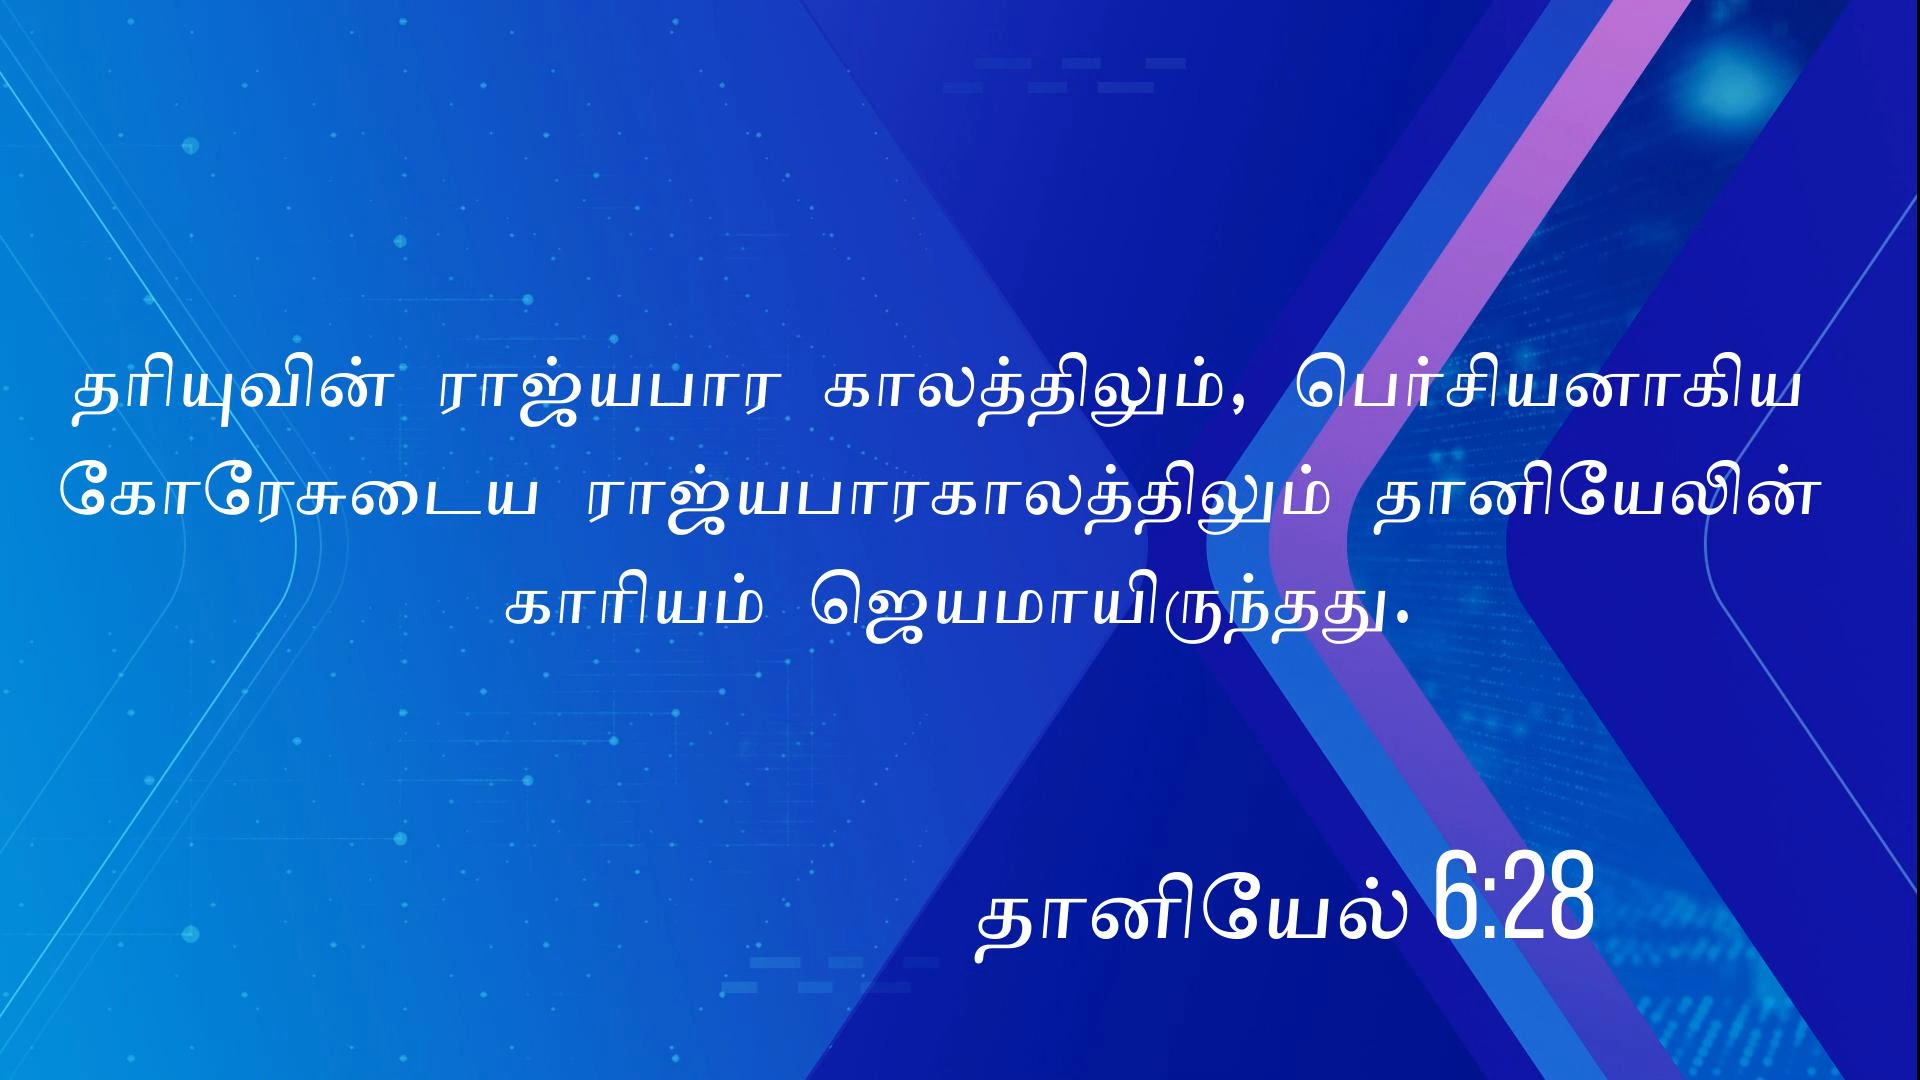 தரியுவின் ராஜ்யபார காலத்திலும், பெர்சியனாகிய
கோரேசுடைய ராஜ்யபாரகாலத்திலும் தானியேலின்
காரியம் ஜெயமாயிருந்தது.
தானியேல் 6:28